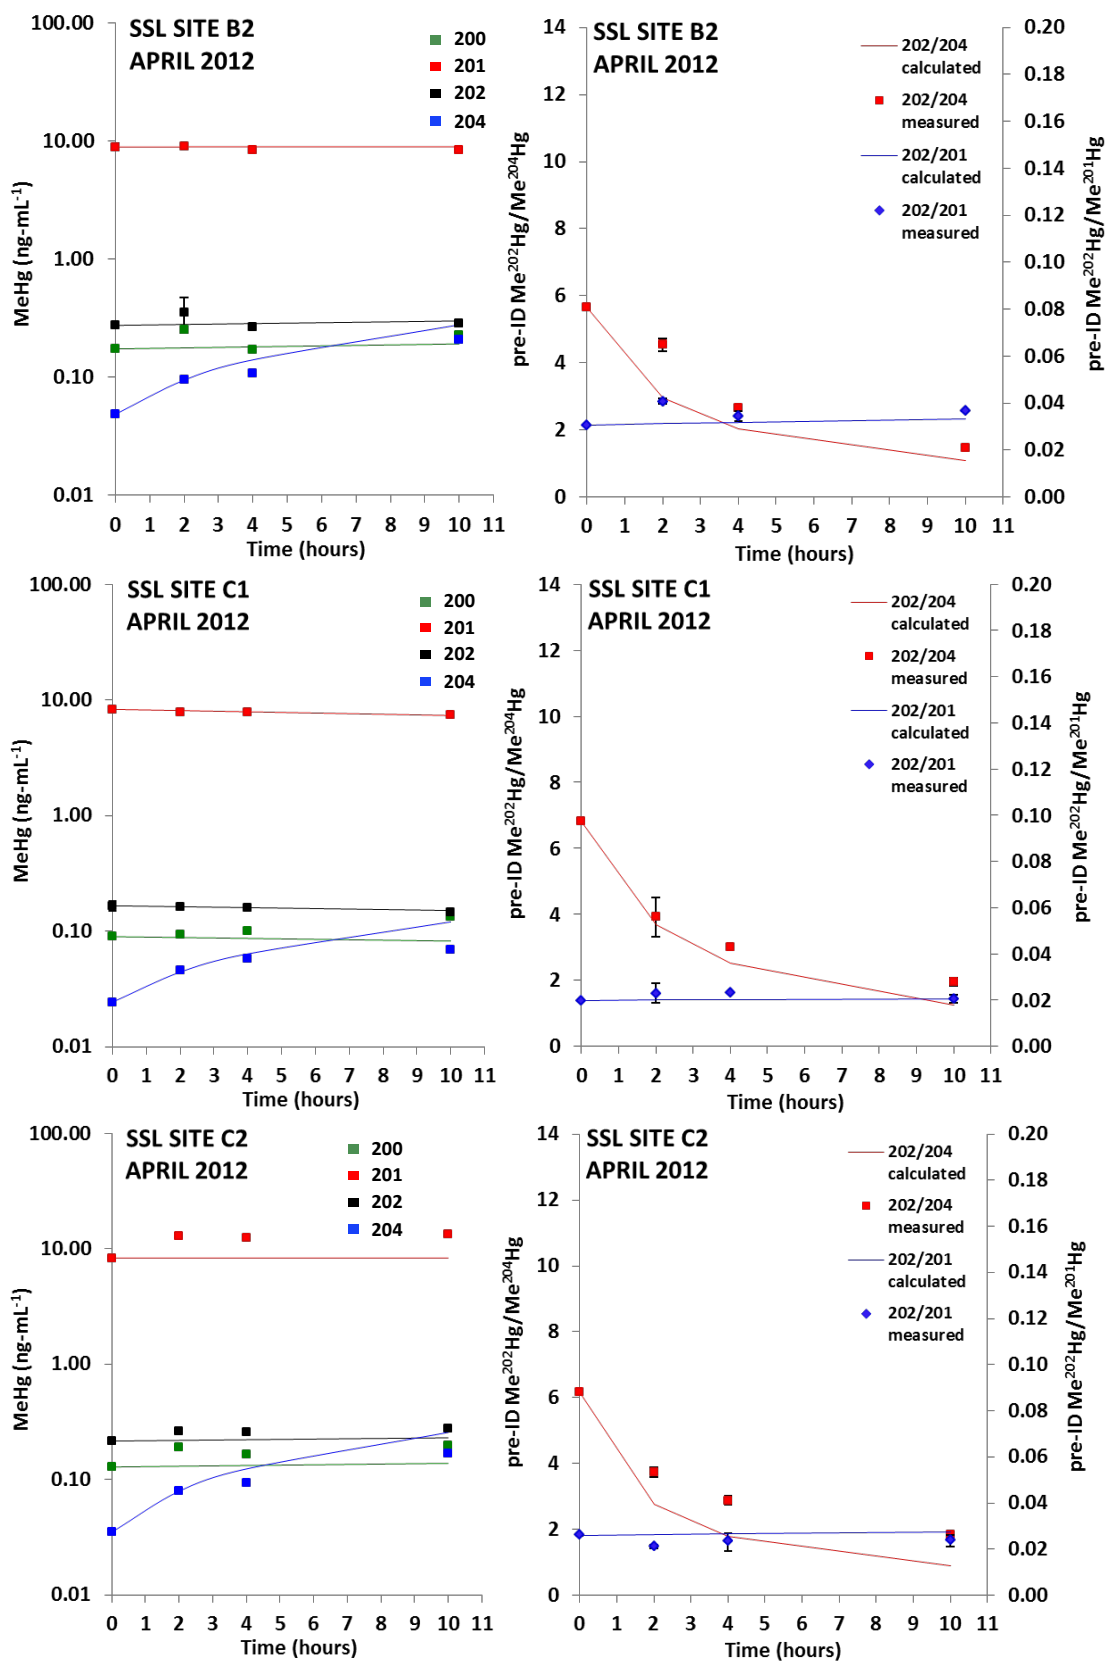 SSL SITE B2
APRIL 2012
200
201
202
204
MeHg (ng-mL-1)
100.00
10.00
1.00
0.10
0.01
0 1 2 3 4 5 6 7 8 9 10 11
Time (hours)
SSL SITE B2
APRIL 2012
202/204
calculated
202/204
measured
202/201
calculated
202/201
measured
pre-ID Me202Hg/Me204Hg
14
12
10
8
6
4
2
0
0 1 2 3 4 5 6 7 8 9 10 11
Time (hours)
0.20
0.18
0.16
0.14
0.12
0.10
0.08
0.06
0.04
0.02
0.00
pre-ID Me202Hg/Me201Hg
SSL SITE C1
APRIL 2012
200
201
202
204
MeHg (ng-mL-1)
100.00
10.00
1.00
0.10
0.01
0 1 2 3 4 5 6 7 8 9 10 11
Time (hours)
SSL SITE C1
APRIL 2012
202/204
calculated
202/204
measured
202/201
calculated
202/201
measured
pre-ID Me202Hg/Me204Hg
14
12
10
8
6
4
2
0
0 1 2 3 4 5 6 7 8 9 10 11
Time (hours)
0.20
0.18
0.16
0.14
0.12
0.10
0.08
0.06
0.04
0.02
0.00
pre-ID Me202Hg/Me201Hg
SSL SITE C2
APRIL 2012
200
201
202
204
MeHg (ng-mL-1)
100.00
10.00
1.00
0.10
0.01
0 1 2 3 4 5 6 7 8 9 10 11
Time (hours)
SSL SITE C2
APRIL 2012
202/204
calculated
202/204
measured
202/201
calculated
202/201
measured
pre-ID Me202Hg/Me204Hg
14
12
10
8
6
4
2
0
0 1 2 3 4 5 6 7 8 9 10 11
Time (hours)
0.20
0.18
0.16
0.14
0.12
0.10
0.08
0.06
0.04
0.02
0.00
pre-ID Me202Hg/Me201Hg